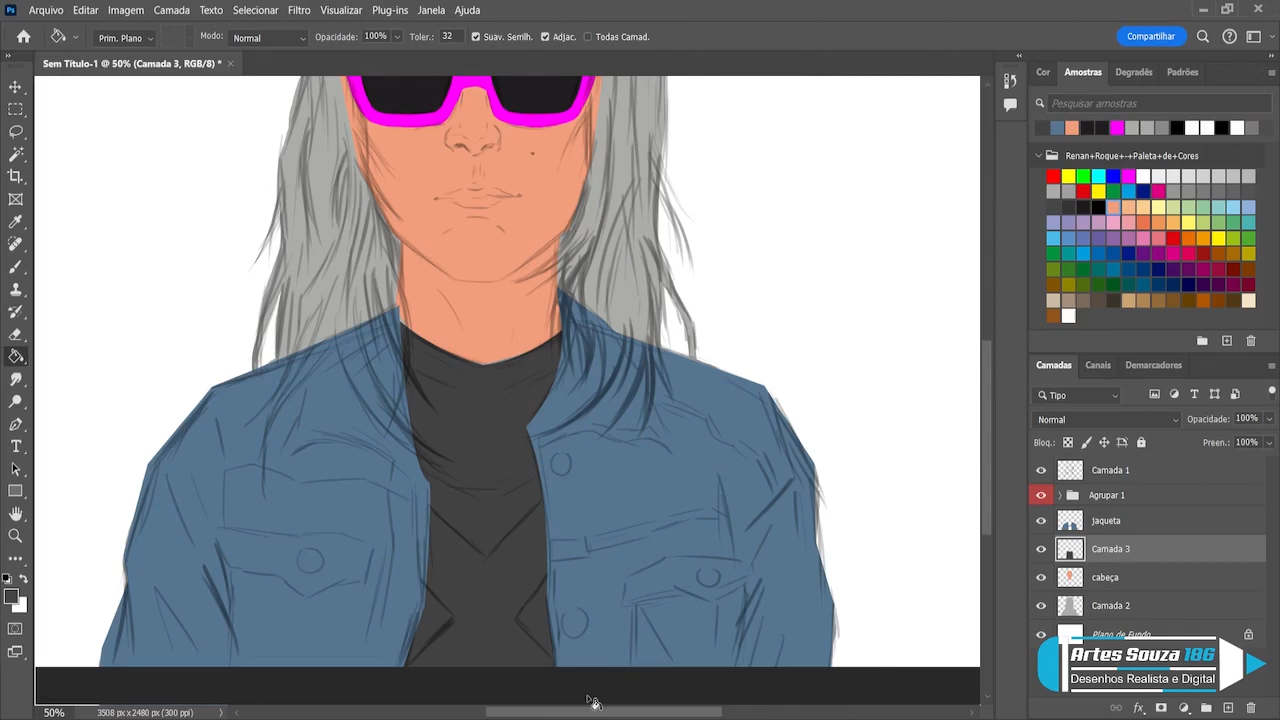 Ps Arquivo Editar Imagem Camada Texto Selecionar Filtro Visualizar Plug-ins Janela Ajuda
Prim. Plano Modo: Normal Opacidade: 100% Toler.: 32 Suav. Semlh. Adjac. Todas Camad. Compartilhar
Sem Título-1 @ 50% (Camada 3, RGB/8) *
Cor Amostras Degradês Padrões
Pesquisar amostras
Renan+Roque+-+Paleta+de+Cores
Camadas Canais Demarcadores
Tipo
Normal Opacidade: 100%
Bloq.: Preen.: 100%
Camada 1
Agrupar 1
jaqueta
Camada 3
cabeça
Camada 2
Plano de Fundo
Artes Souza 186
Desenhos Realista e Digital
50% 3508 px x 2480 px (300 ppi)
fx